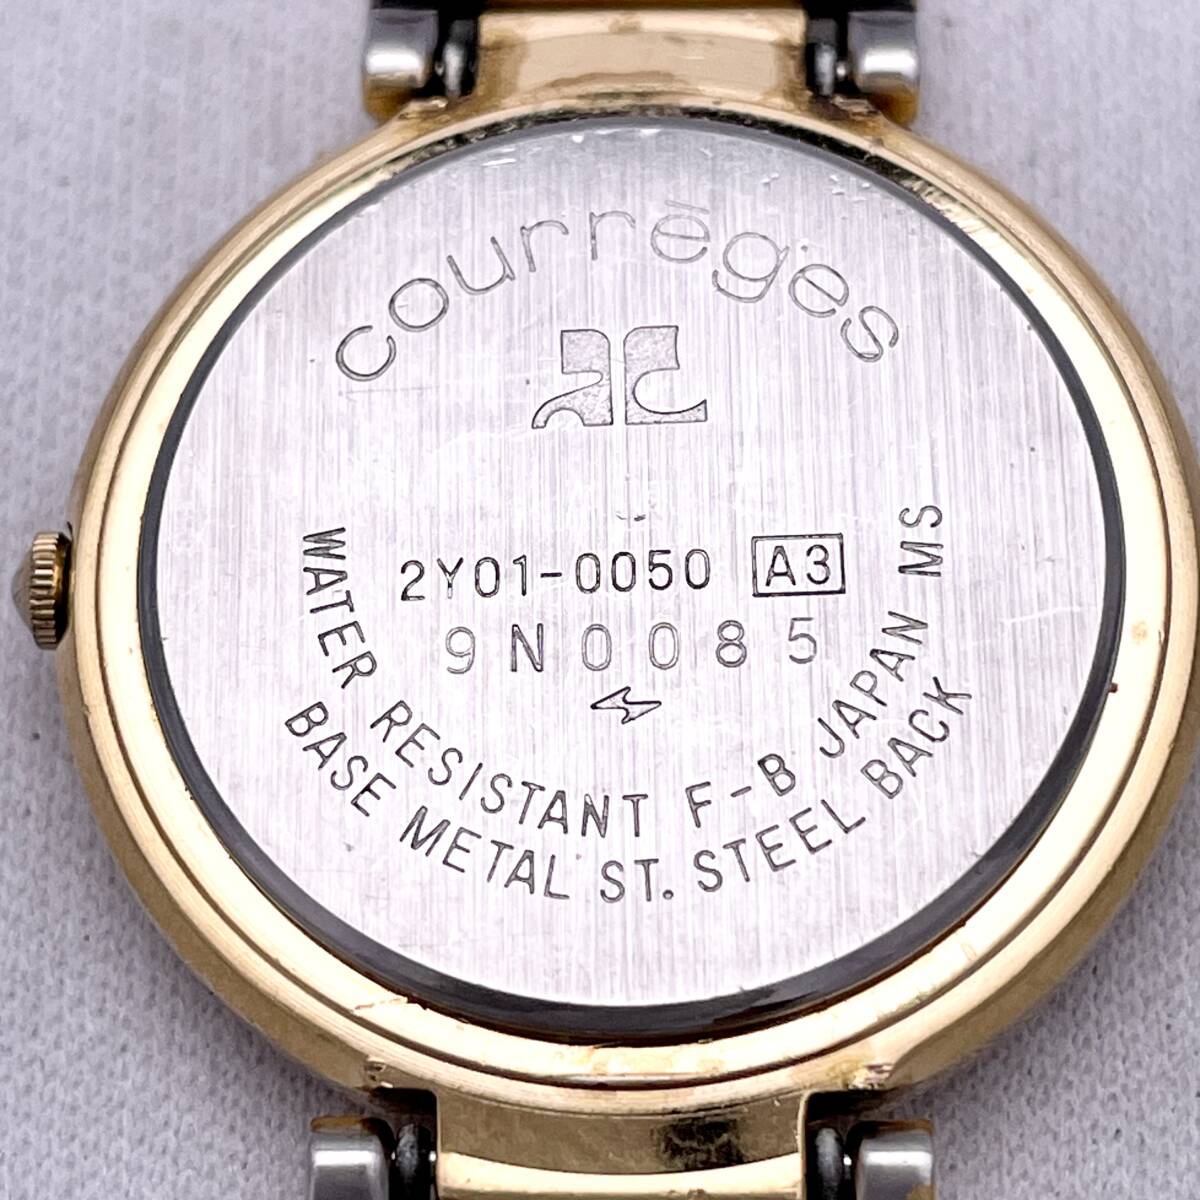 courrèges
2Y01-0050 A3
9N0085
WATER RESISTANT F-B JAPAN MS
BASE METAL ST. STEEL BACK